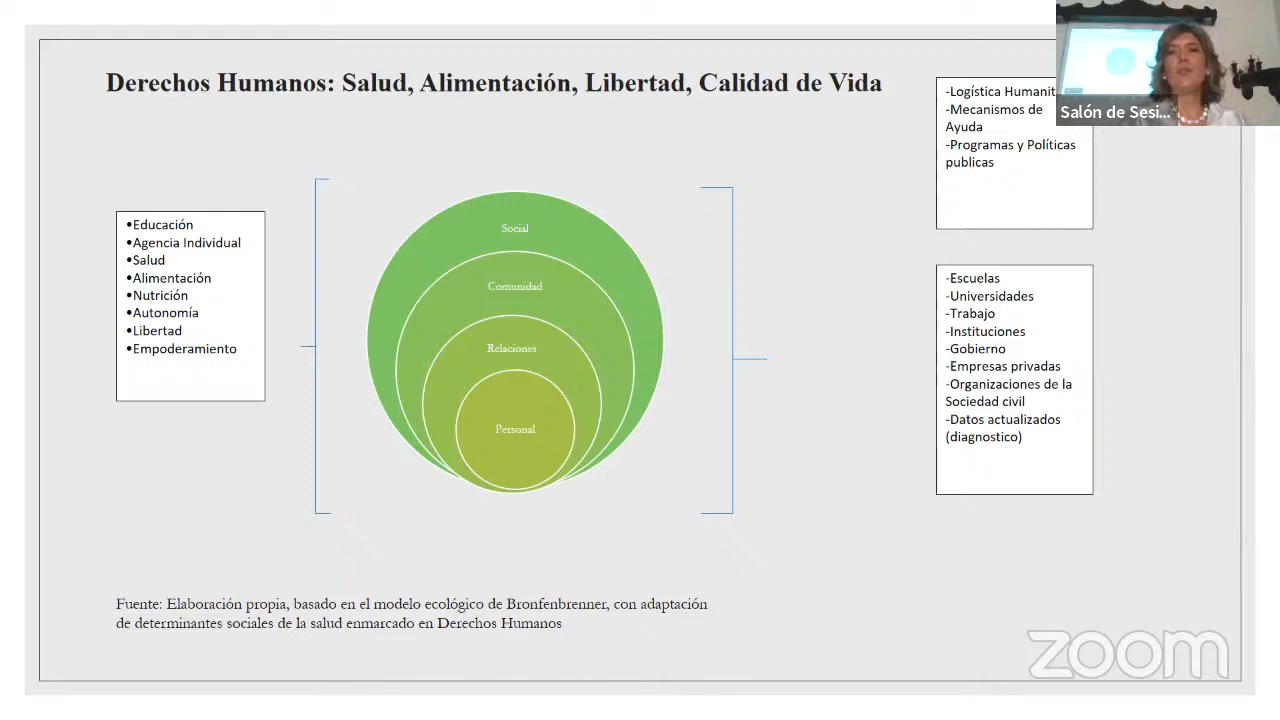 Derechos Humanos: Salud, Alimentación, Libertad, Calidad de Vida
•Educación
•Agencia Individual
•Salud
•Alimentación
•Nutrición
•Autonomía
•Libertad
•Empoderamiento
Social
Comunidad
Relaciones
Personal
-Logística Humanit
-Mecanismos de
Ayuda
-Programas y Políticas
publicas
Salón de Sesi...
-Escuelas
-Universidades
-Trabajo
-Instituciones
-Gobierno
-Empresas privadas
-Organizaciones de la
Sociedad civil
-Datos actualizados
(diagnostico)
Fuente: Elaboración propia, basado en el modelo ecológico de Bronfenbrenner, con adaptación
de determinantes sociales de la salud enmarcado en Derechos Humanos
zoom